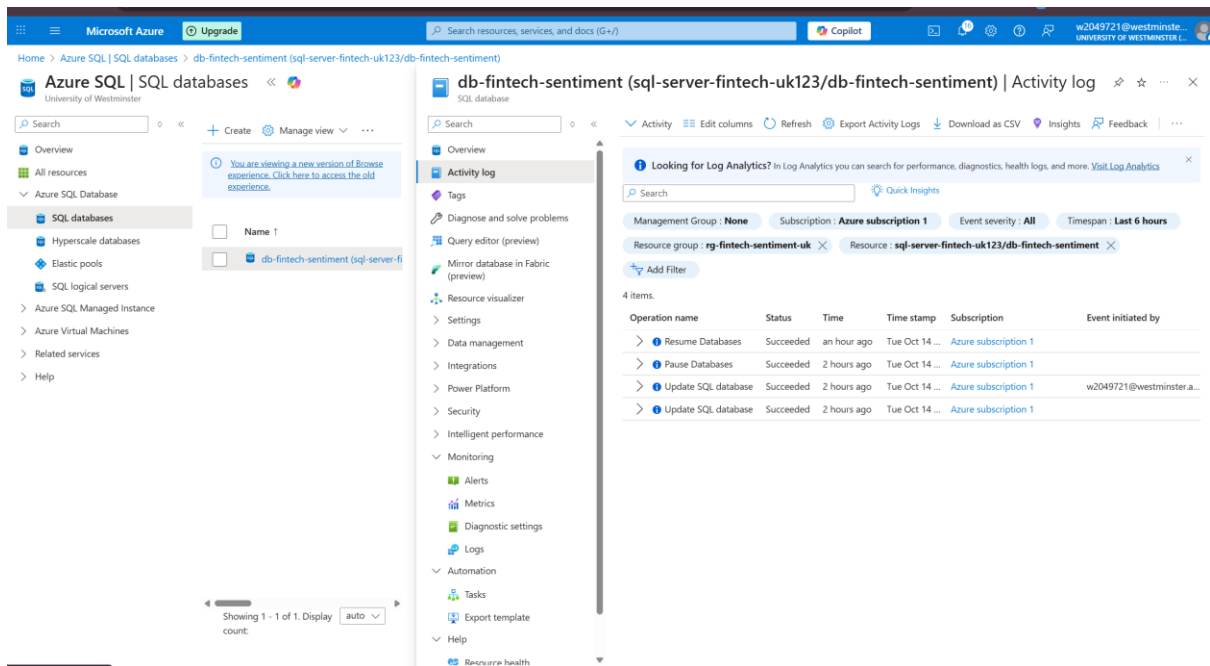 Microsoft Azure
Upgrade
Search resources, services, and docs (G+/)
Copilot
w2049721@westminste...
UNIVERSITY OF WESTMINSTER (...
Home > Azure SQL | SQL databases > db-fintech-sentiment (sql-server-fintech-uk123/db-fintech-sentiment)
Azure SQL | SQL databases
University of Westminster
Search
Overview
All resources
Azure SQL Database
SQL databases
Hyperscale databases
Elastic pools
SQL logical servers
Azure SQL Managed Instance
Azure Virtual Machines
Related services
Help
Create Manage view ...
You are viewing a new version of Browse
experience. Click here to access the old
experience.
Name ↑
db-fintech-sentiment (sql-server-fi
Showing 1 - 1 of 1. Display auto
count:
db-fintech-sentiment (sql-server-fintech-uk123/db-fintech-sentiment) | Activity log
SQL database
Search
Overview
Activity log
Tags
Diagnose and solve problems
Query editor (preview)
Mirror database in Fabric
(preview)
Resource visualizer
Settings
Data management
Integrations
Power Platform
Security
Intelligent performance
Monitoring
Alerts
Metrics
Diagnostic settings
Logs
Automation
Tasks
Export template
Help
Resource health
Activity Edit columns Refresh Export Activity Logs Download as CSV Insights Feedback ...
Looking for Log Analytics? In Log Analytics you can search for performance, diagnostics, health logs, and more. Visit Log Analytics
Search Quick Insights
Management Group : None Subscription : Azure subscription 1 Event severity : All Timespan : Last 6 hours
Resource group : rg-fintech-sentiment-uk Resource : sql-server-fintech-uk123/db-fintech-sentiment
Add Filter
4 items.
Operation name Status Time Time stamp Subscription Event initiated by
Resume Databases Succeeded an hour ago Tue Oct 14 ... Azure subscription 1
Pause Databases Succeeded 2 hours ago Tue Oct 14 ... Azure subscription 1
Update SQL database Succeeded 2 hours ago Tue Oct 14 ... Azure subscription 1 w2049721@westminster.a...
Update SQL database Succeeded 2 hours ago Tue Oct 14 ... Azure subscription 1